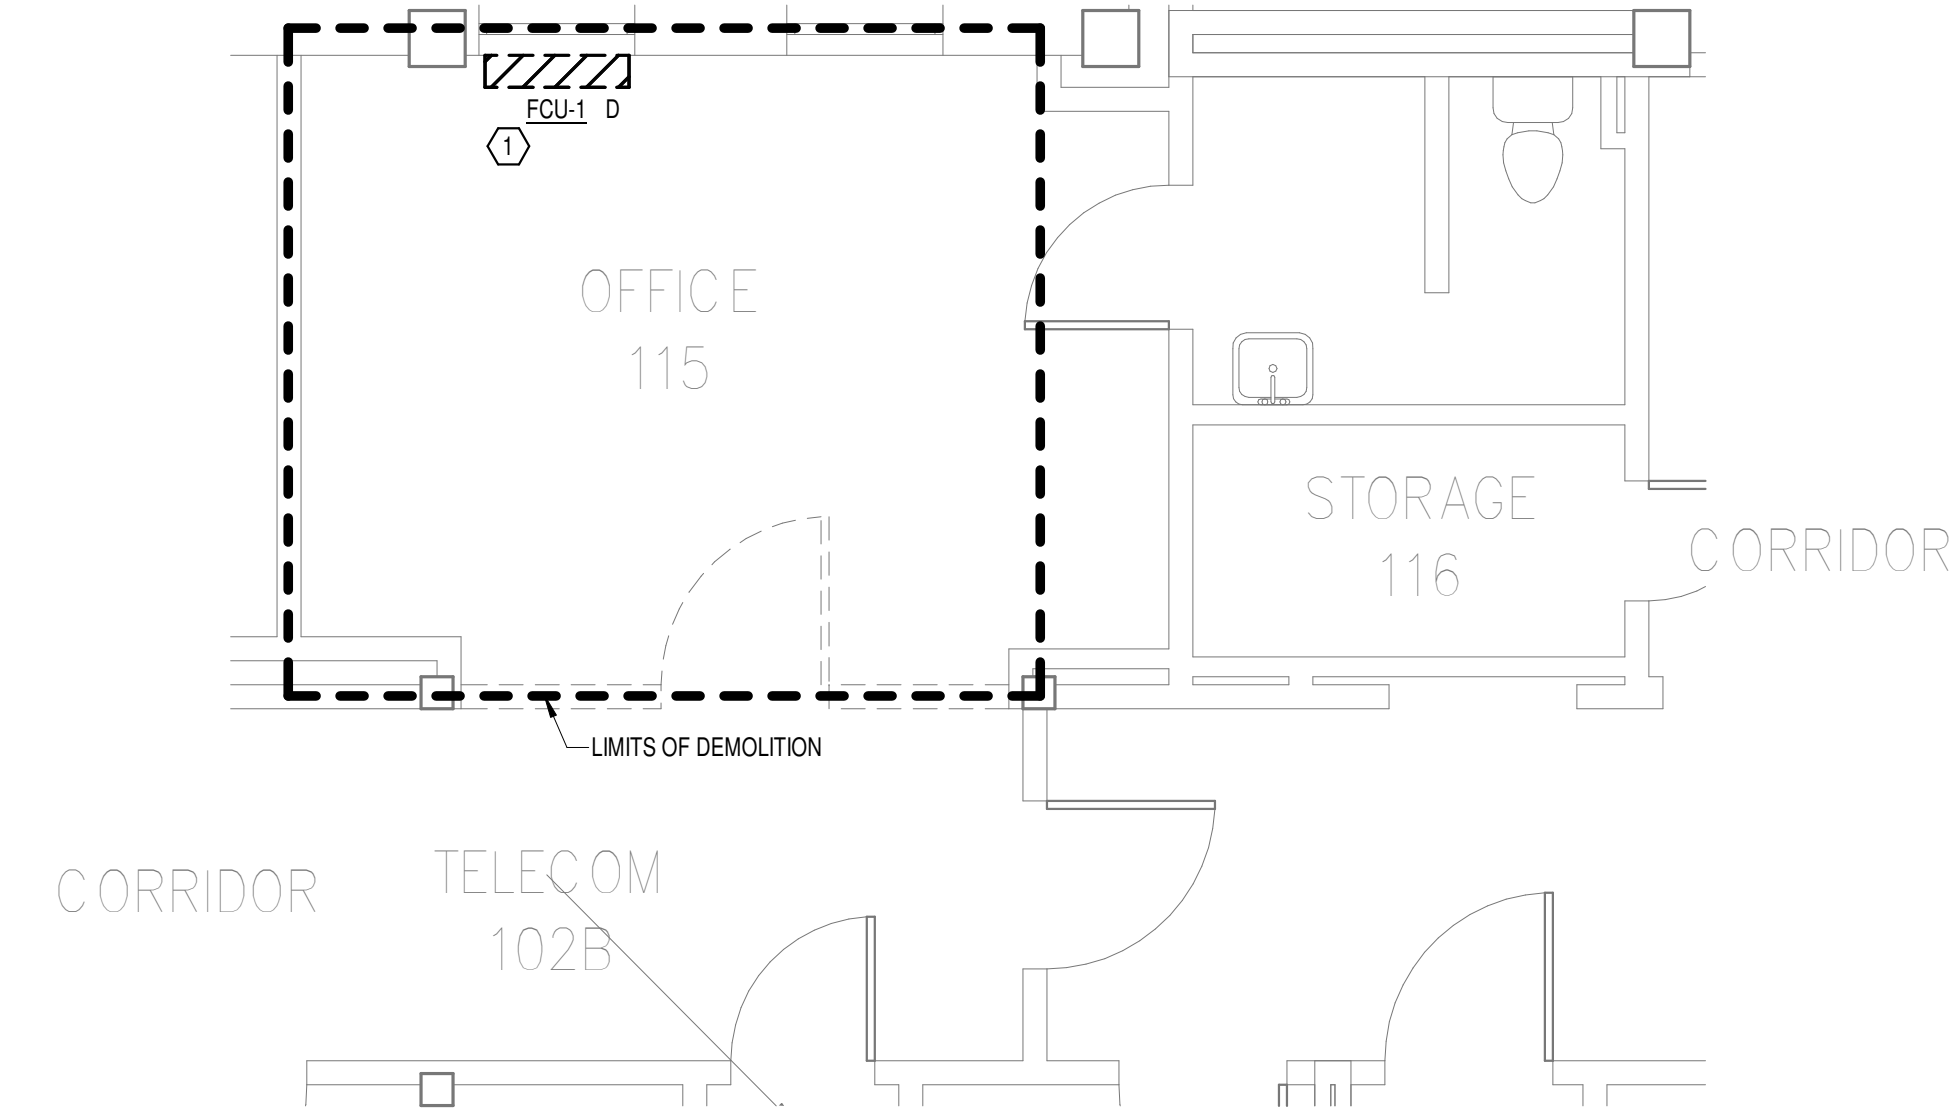 FCU-1 D
1
OFFICE
115
STORAGE
116
CORRIDOR
LIMITS OF DEMOLITION
TELECOM
102B
CORRIDOR